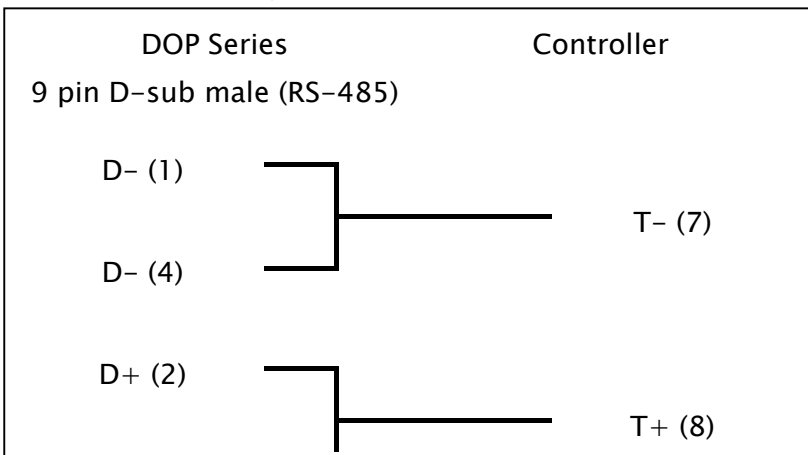 DOP Series Controller
9 pin D-sub male (RS-485)
D- (1)
T- (7)
D- (4)
D+ (2)
T+ (8)